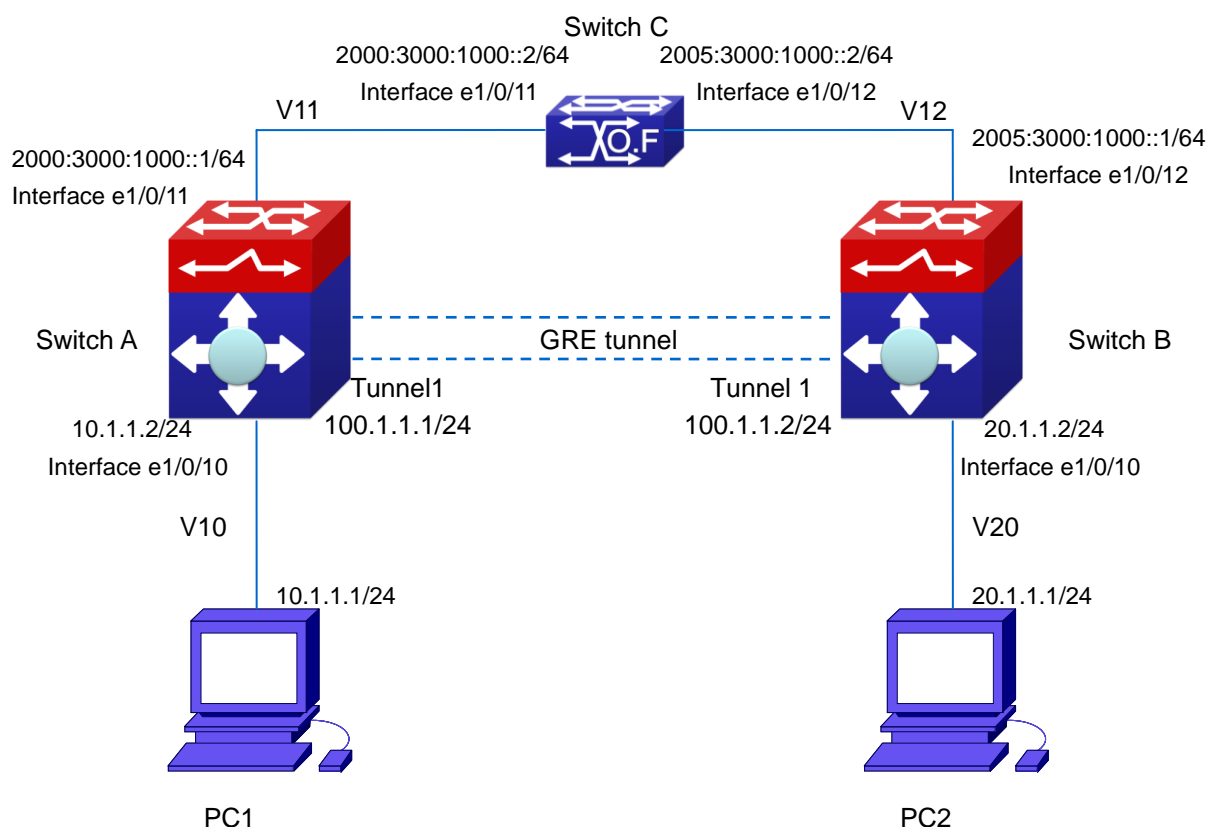 Switch C
2000:3000:1000::2/64
2005:3000:1000::2/64
Interface e1/0/11
Interface e1/0/12
V11
V12
O.F
2000:3000:1000::1/64
Interface e1/0/11
2005:3000:1000::1/64
Interface e1/0/12
Switch A
GRE tunnel
Switch B
Tunnel1
100.1.1.1/24
Tunnel 1
100.1.1.2/24
10.1.1.2/24
Interface e1/0/10
20.1.1.2/24
Interface e1/0/10
V10
V20
10.1.1.1/24
20.1.1.1/24
PC1
PC2